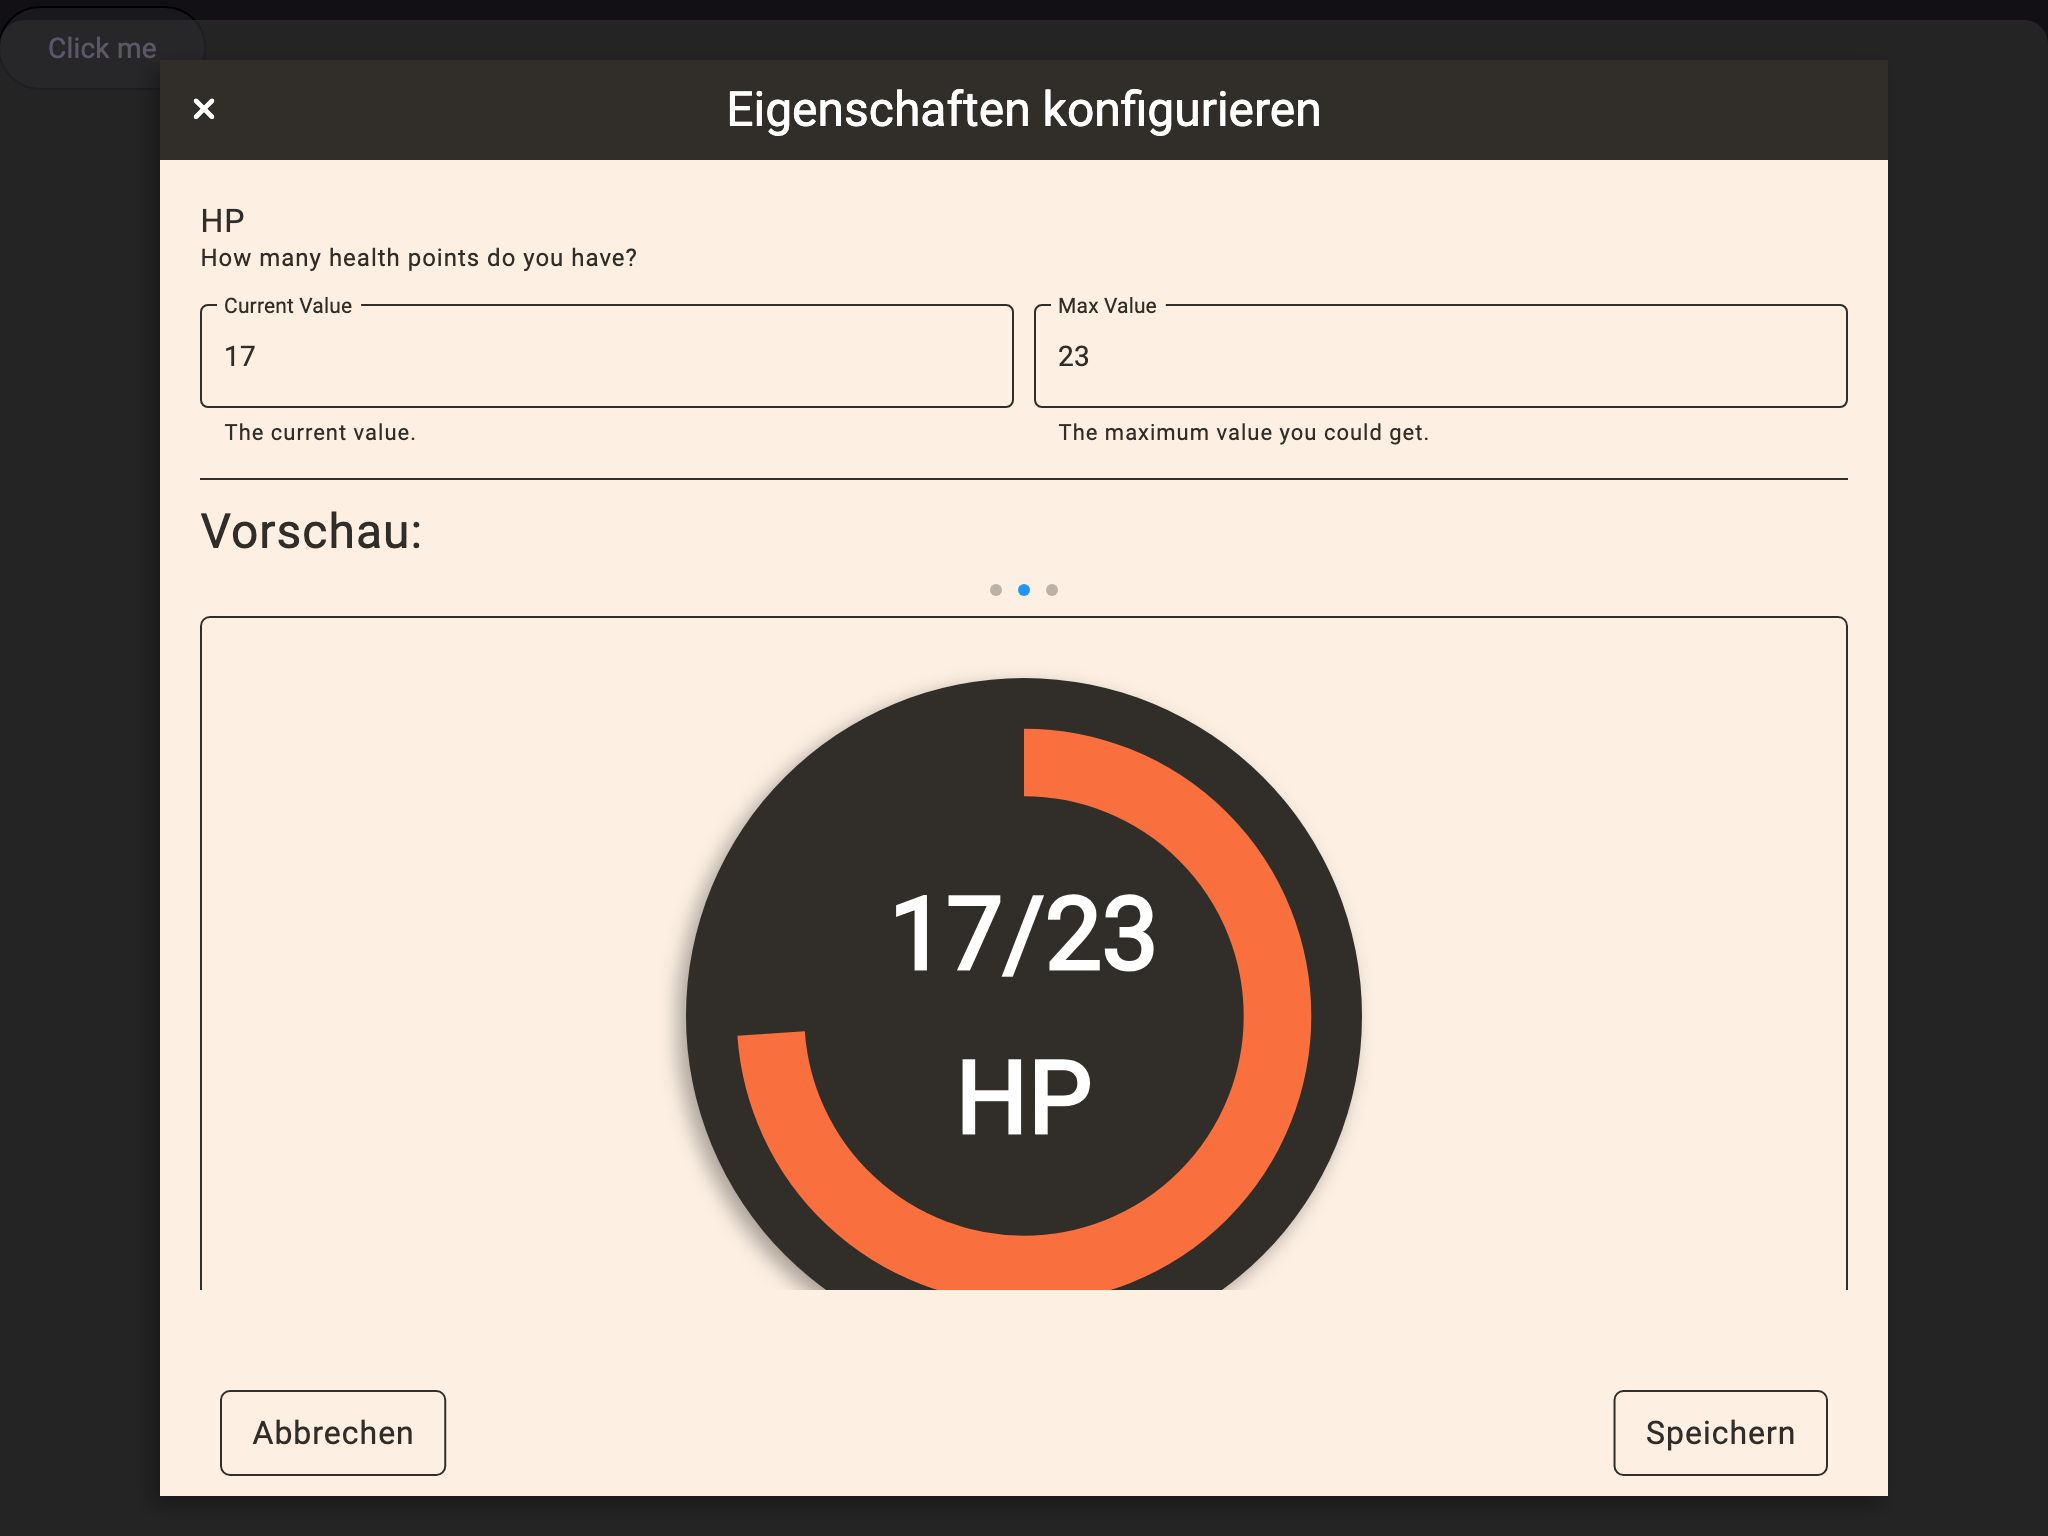 Click me
Eigenschaften konfigurieren
HP
How many health points do you have?
Current Value
17
The current value.
Max Value
23
The maximum value you could get.
Vorschau:
17/23
HP
Abbrechen
Speichern